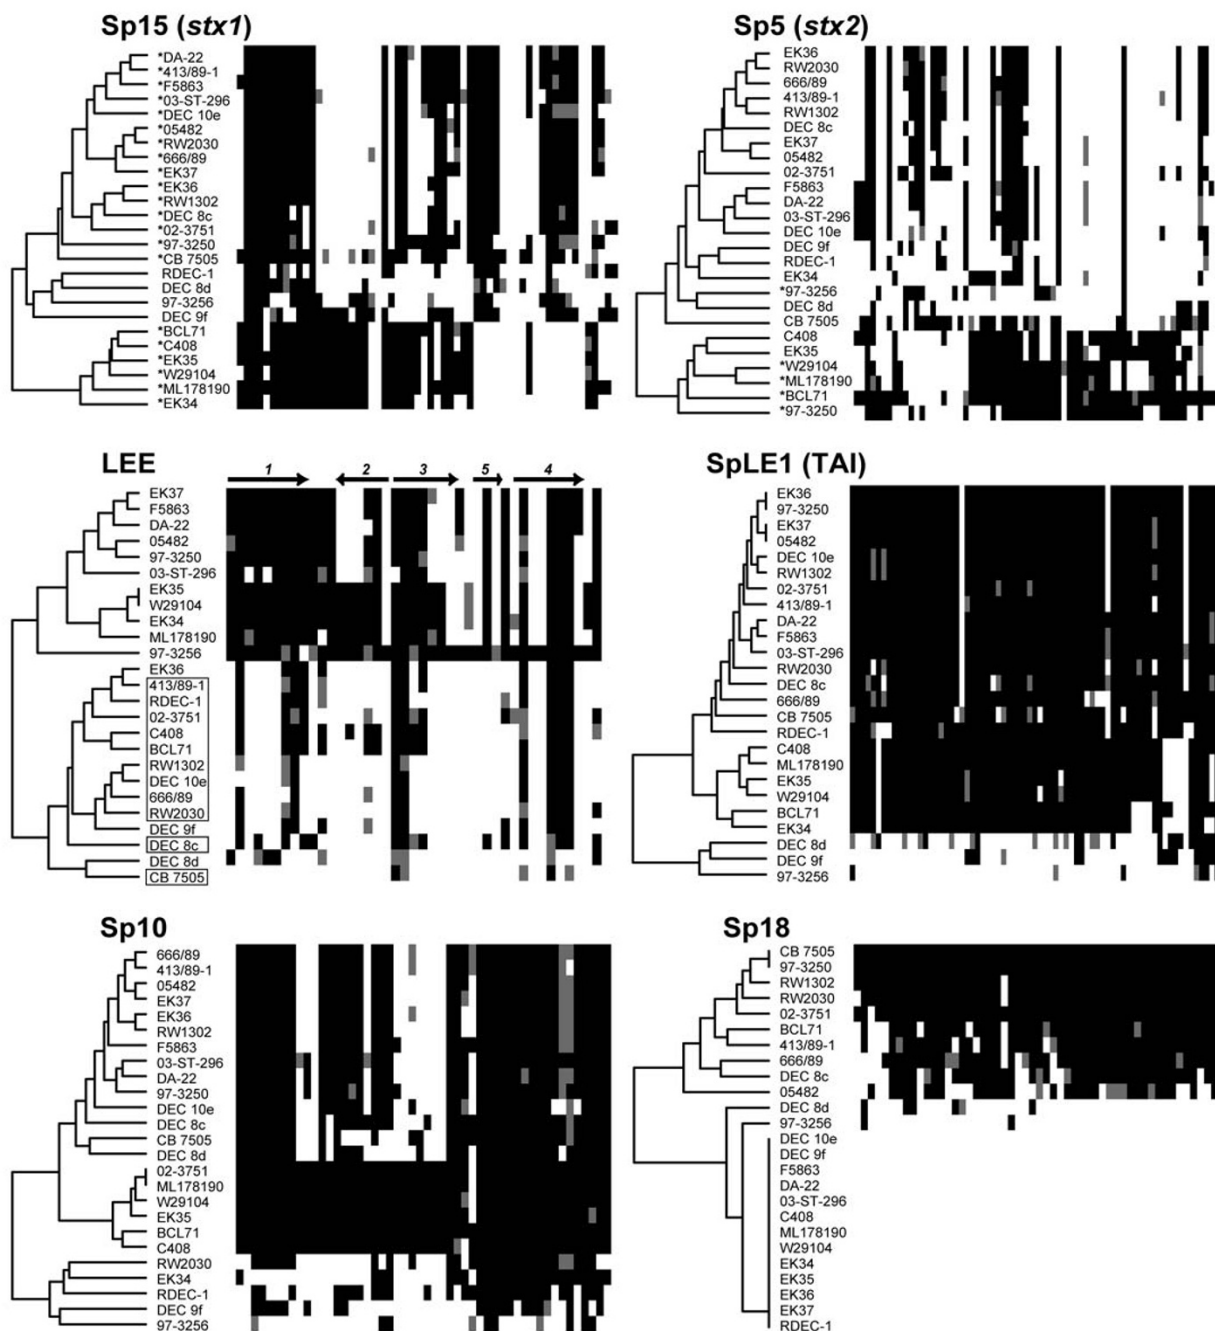 Sp15 (stx1)
*DA-22
*413/89-1
*F5863
*03-ST-296
*DEC 10e
*05482
*RW2030
*666/89
*EK37
*EK36
*RW1302
*DEC 8c
*02-3751
*97-3250
*CB 7505
RDEC-1
DEC 8d
97-3256
DEC 9f
*BCL71
*C408
*EK35
*W29104
*ML178190
*EK34
Sp5 (stx2)
EK36
RW2030
666/89
413/89-1
RW1302
DEC 8c
EK37
05482
02-3751
F5863
DA-22
03-ST-296
DEC 10e
DEC 9f
RDEC-1
EK34
*97-3256
DEC 8d
CB 7505
C408
EK35
*W29104
*ML178190
*BCL71
*97-3250
LEE
1 2 3 5 4
EK37
F5863
DA-22
05482
97-3250
03-ST-296
EK35
W29104
EK34
ML178190
97-3256
EK36
413/89-1
RDEC-1
02-3751
C408
BCL71
RW1302
DEC 10e
666/89
RW2030
DEC 9f
DEC 8c
DEC 8d
CB 7505
SpLE1 (TAI)
EK36
97-3250
EK37
05482
DEC 10e
RW1302
02-3751
413/89-1
DA-22
F5863
03-ST-296
RW2030
DEC 8c
666/89
CB 7505
RDEC-1
C408
ML178190
EK35
W29104
BCL71
EK34
DEC 8d
DEC 9f
97-3256
Sp10
666/89
413/89-1
05482
EK37
EK36
RW1302
F5863
03-ST-296
DA-22
97-3250
DEC 10e
DEC 8c
CB 7505
DEC 8d
02-3751
ML178190
W29104
EK35
BCL71
C408
RW2030
EK34
RDEC-1
DEC 9f
97-3256
Sp18
CB 7505
97-3250
RW1302
RW2030
02-3751
BCL71
413/89-1
666/89
DEC 8c
05482
DEC 8d
97-3256
DEC 10e
DEC 9f
F5863
DA-22
03-ST-296
C408
ML178190
W29104
EK34
EK35
EK36
EK37
RDEC-1